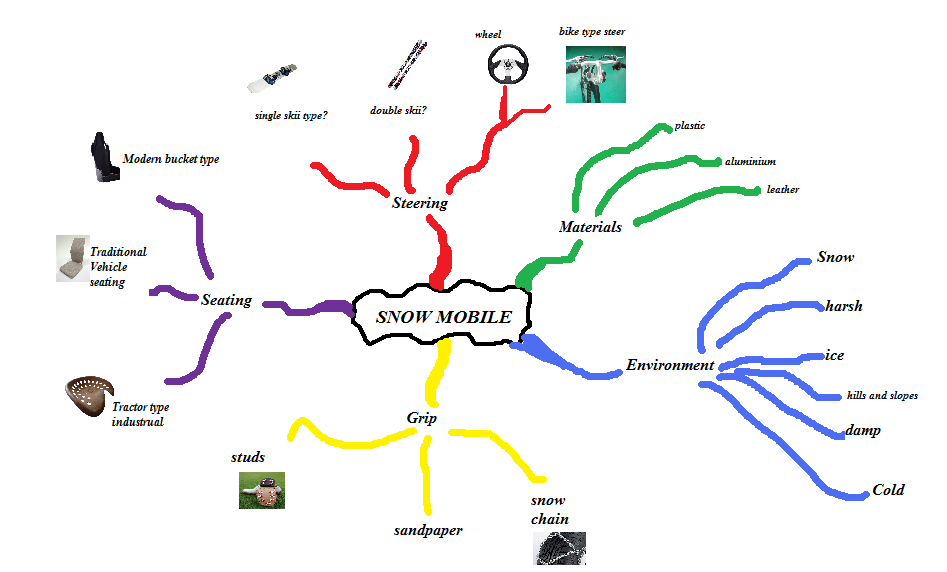 wheel
bike type steer
single skii type?
double skii?
plastic
Modern bucket type
aluminium
leather
Steering
Materials
Traditional
Vehicle
seating
Snow
Seating
harsh
SNOW MOBILE
ice
Environment
hills and slopes
Tractor type
industrual
Grip
damp
studs
Cold
snow
chain
sandpaper